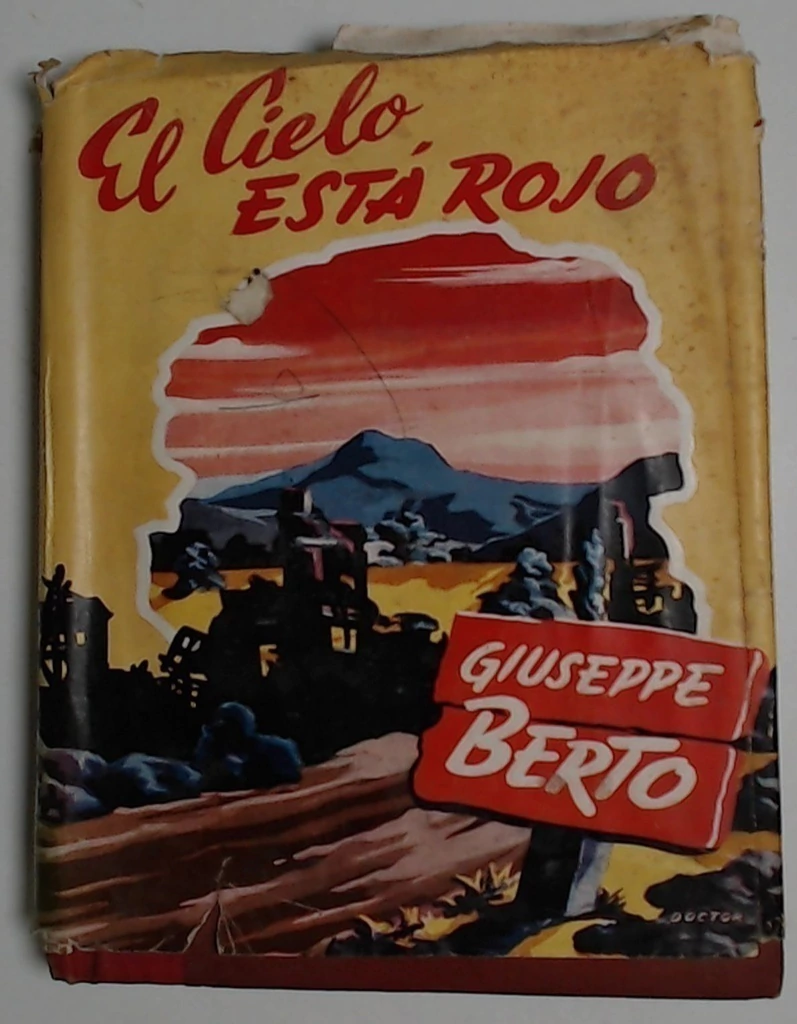 El Cielo
ESTÁ ROJO
GIUSEPPE
BERTO
DOCTOR